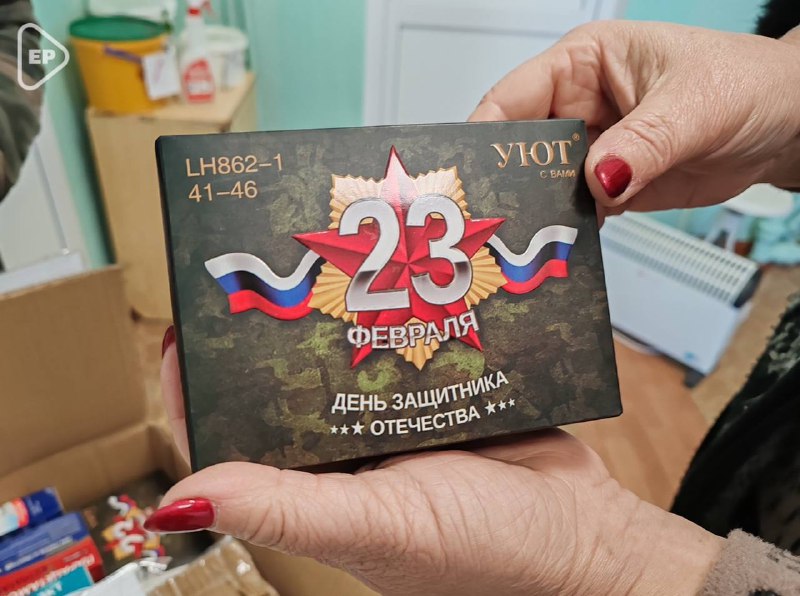 EP
LH862-1
41-46
УЮТ®
С ВАМИ
23
ФЕВРАЛЯ
ДЕНЬ ЗАЩИТНИКА
ОТЕЧЕСТВА